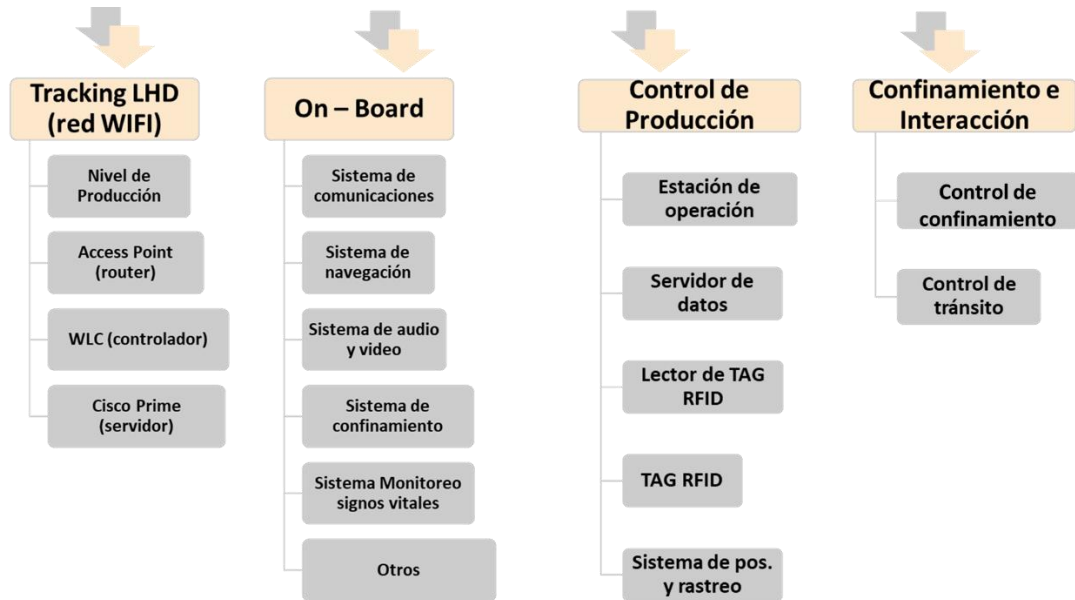 Tracking LHD
(red WIFI)
Nivel de
Producción
Access Point
(router)
WLC (controlador)
Cisco Prime
(servidor)
On – Board
Sistema de
comunicaciones
Sistema de
navegación
Sistema de audio
y video
Sistema de
confinamiento
Sistema Monitoreo
signos vitales
Otros
Control de
Producción
Estación de
operación
Servidor de
datos
Lector de TAG
RFID
TAG RFID
Sistema de pos.
y rastreo
Confinamiento e
Interacción
Control de
confinamiento
Control de
tránsito